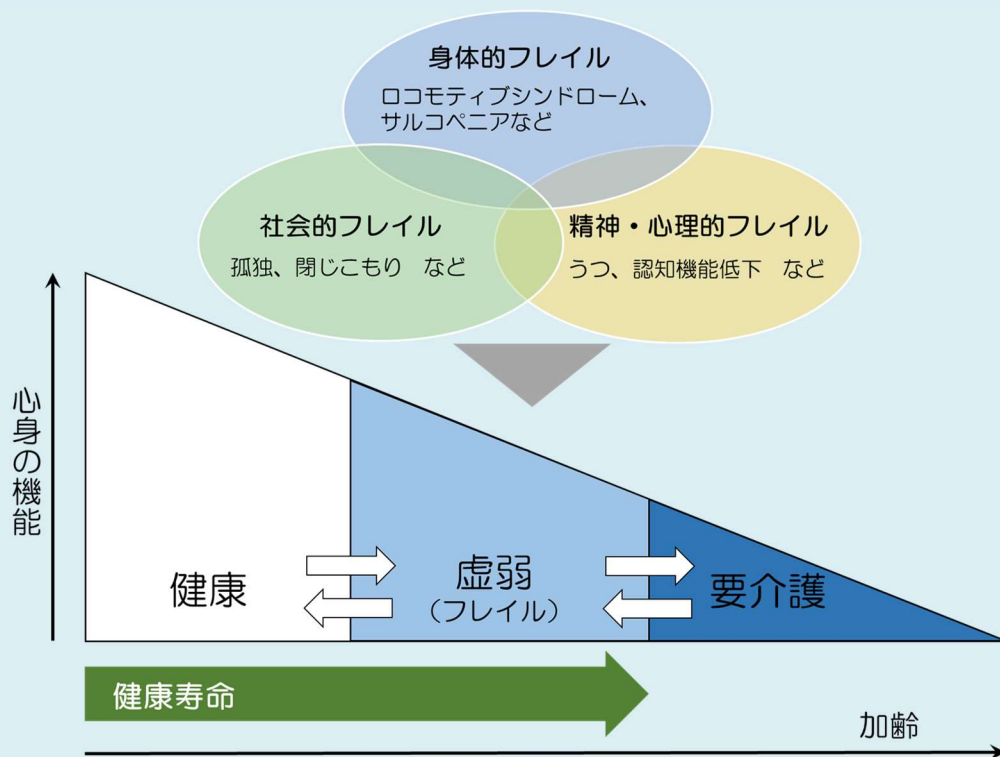 身体的フレイル
ロコモティブシンドローム、
サルコペニアなど
社会的フレイル
孤独、閉じこもり　など
精神・心理的フレイル
うつ、認知機能低下　など
心身の機能
健康
虚弱
（フレイル）
要介護
健康寿命
加齢